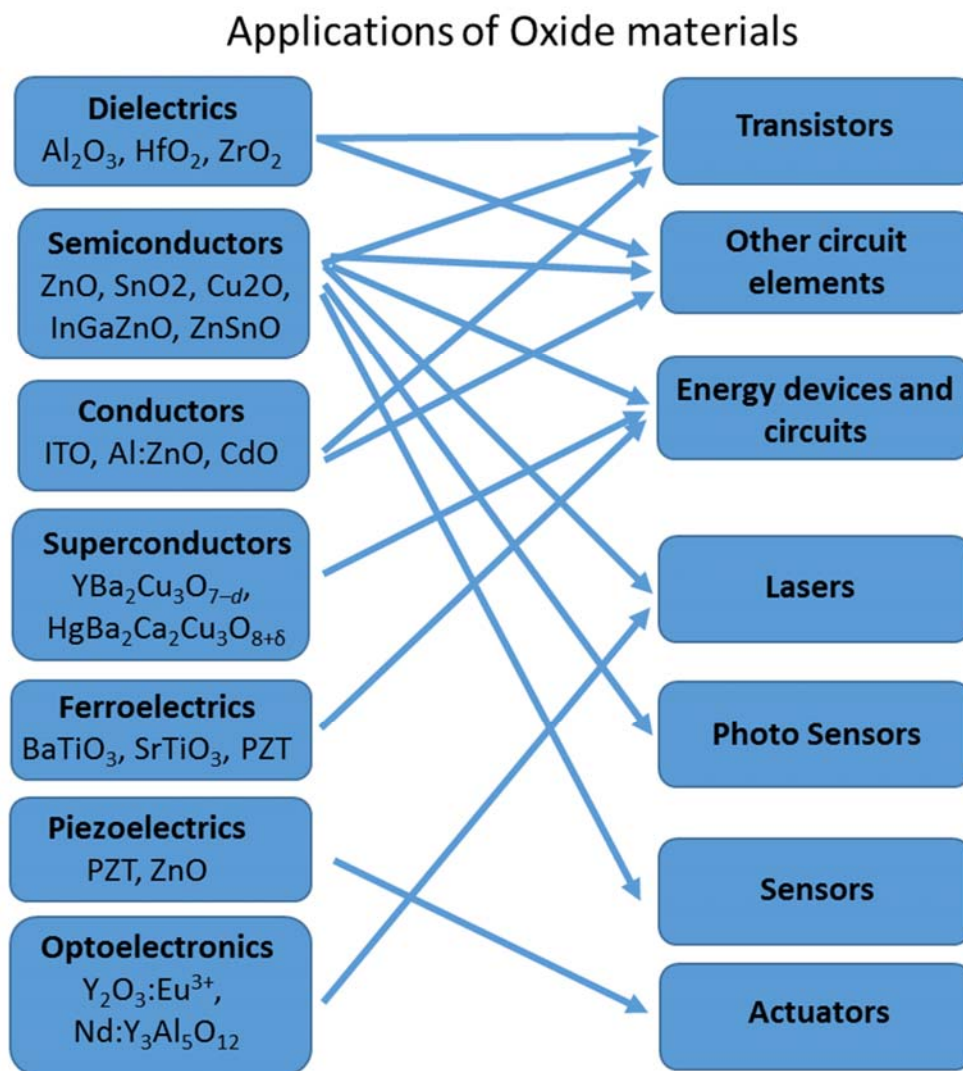 Applications of Oxide materials
Dielectrics
Al₂O₃, HfO₂, ZrO₂
Semiconductors
ZnO, SnO2, Cu2O,
InGaZnO, ZnSnO
Conductors
ITO, Al:ZnO, CdO
Superconductors
YBa₂Cu₃O₇₋d,
HgBa₂Ca₂Cu₃O₈₊δ
Ferroelectrics
BaTiO₃, SrTiO₃, PZT
Piezoelectrics
PZT, ZnO
Optoelectronics
Y₂O₃:Eu³⁺,
Nd:Y₃Al₅O₁₂
Transistors
Other circuit
elements
Energy devices and
circuits
Lasers
Photo Sensors
Sensors
Actuators